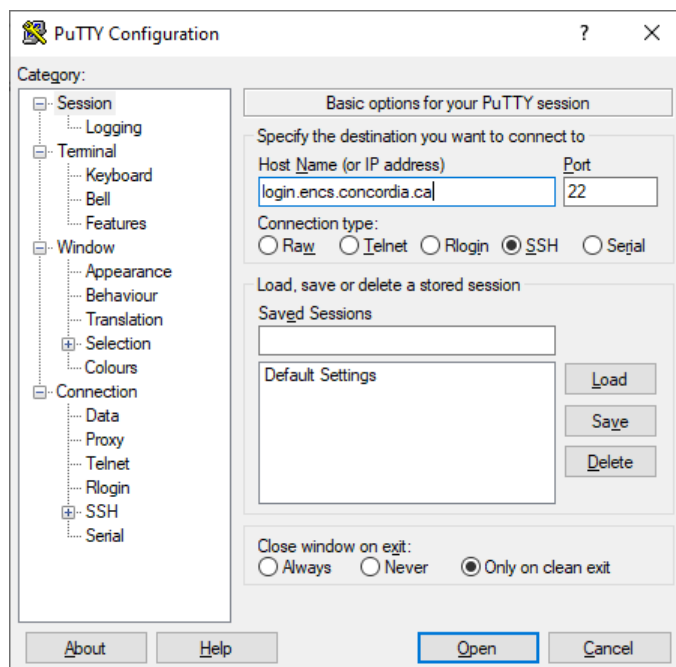 PuTTY Configuration
Category:
Session
Logging
Terminal
Keyboard
Bell
Features
Window
Appearance
Behaviour
Translation
Selection
Colours
Connection
Data
Proxy
Telnet
Rlogin
SSH
Serial
Basic options for your PuTTY session
Specify the destination you want to connect to
Host Name (or IP address) Port
login.encs.concordia.ca 22
Connection type:
Raw Telnet Rlogin SSH Serial
Load, save or delete a stored session
Saved Sessions
Default Settings
Load
Save
Delete
Close window on exit:
Always Never Only on clean exit
About Help Open Cancel